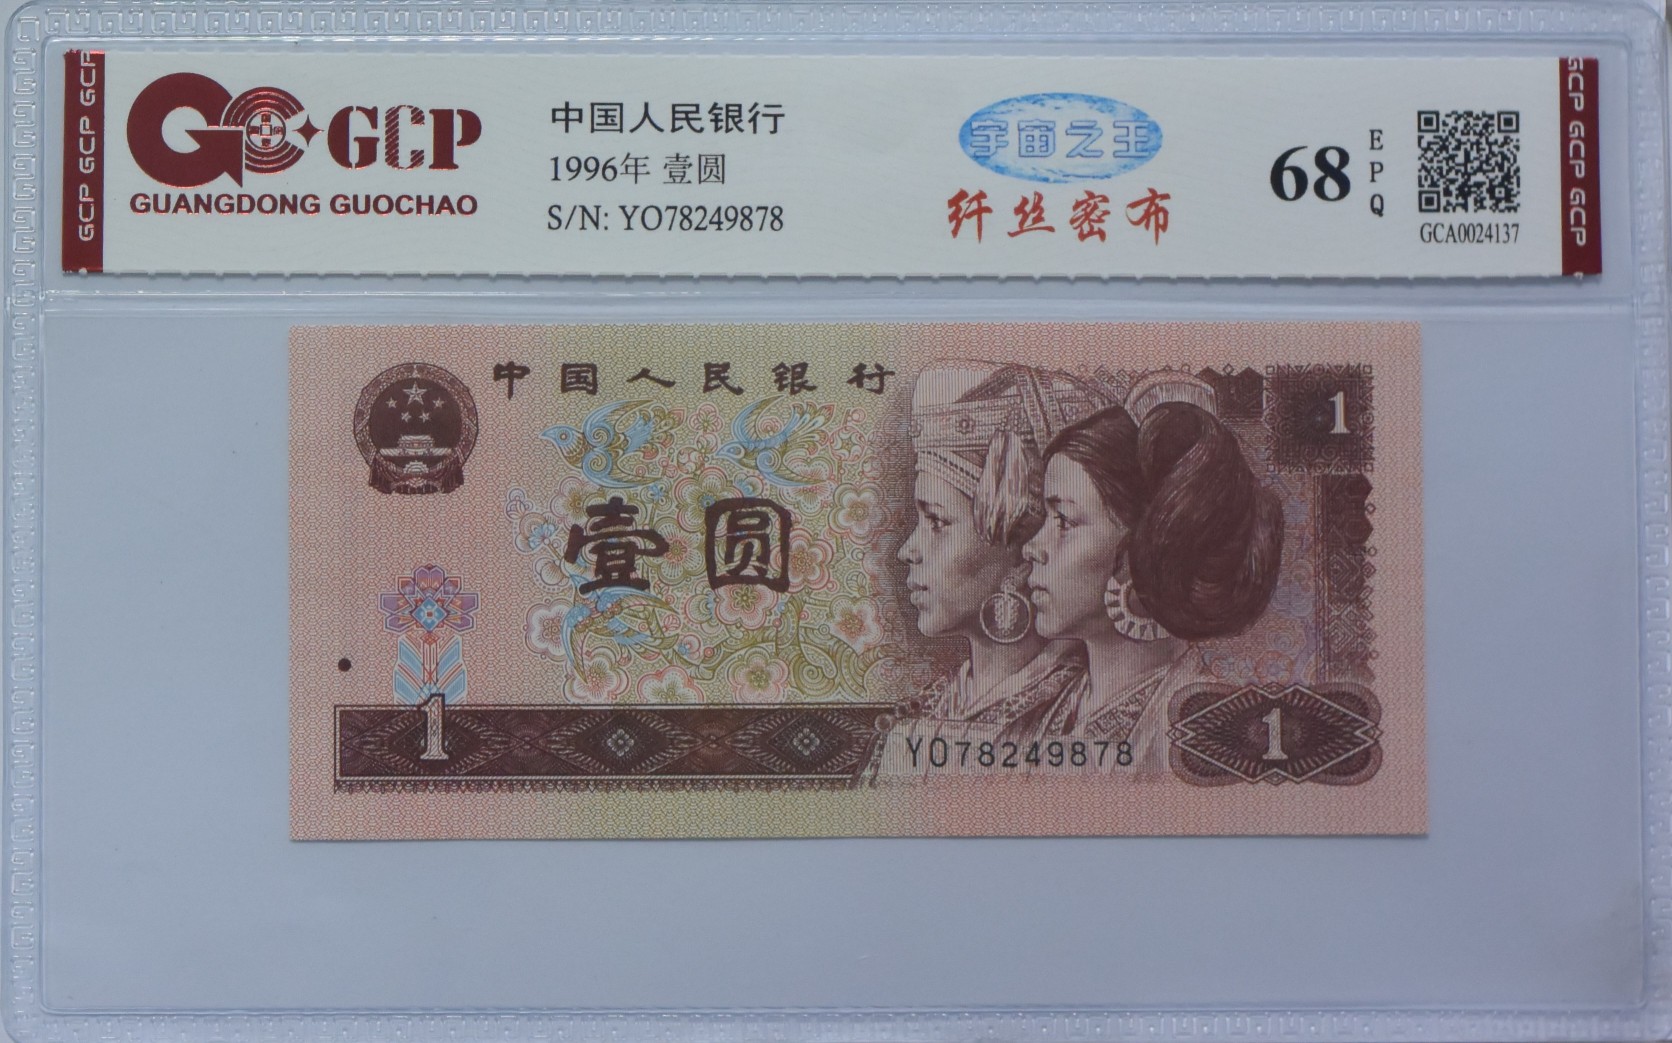 GCP GCP GCP
GCP
GUANGDONG GUOCHAO
中国人民银行
1996年 壹圆
S/N: YO78249878
宇宙之王
纤丝密布
68
EPQ
GCA0024137
GCP GCP GCP
中国人民银行
1
壹圆
1
YO78249878
1